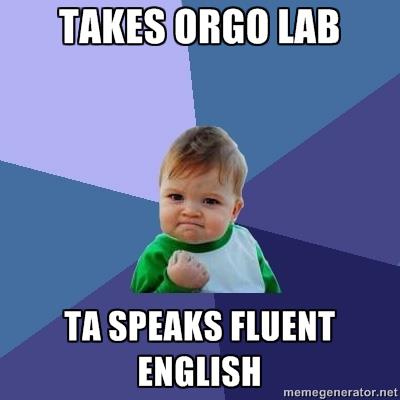 TAKES ORGO LAB
TA SPEAKS FLUENT
ENGLISH
memegenerator.net